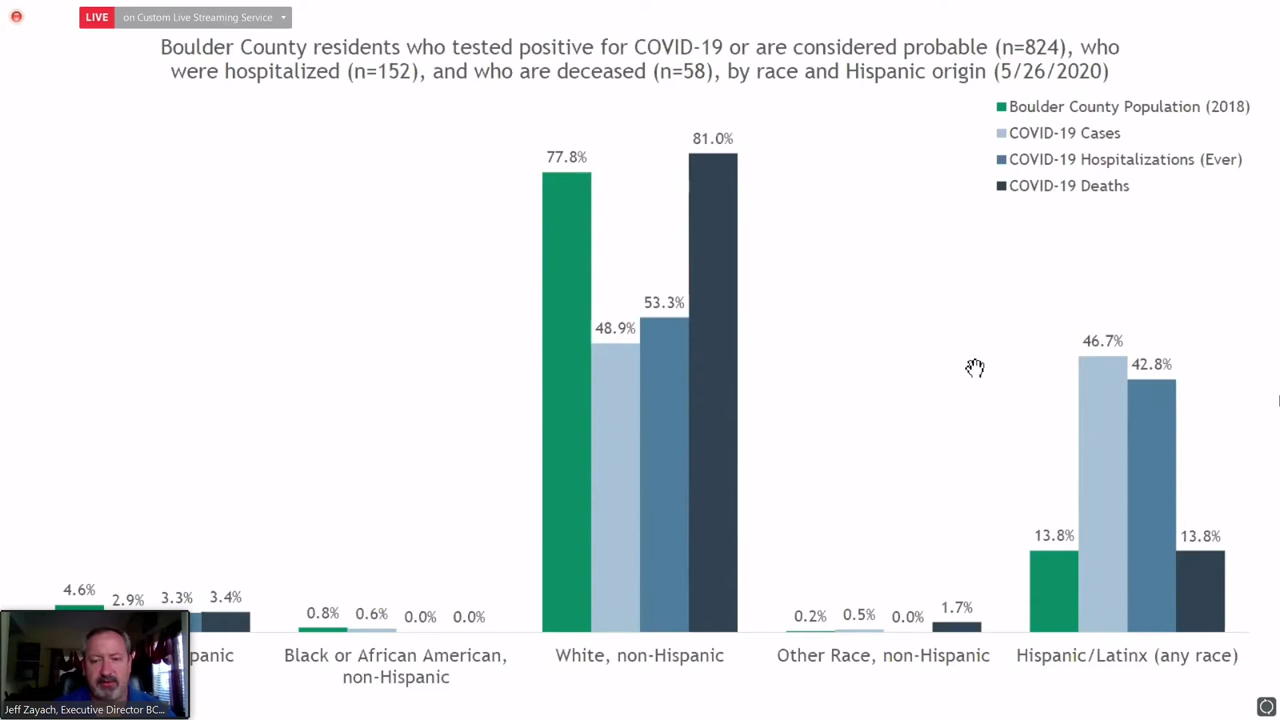 LIVE on Custom Live Streaming Service
Boulder County residents who tested positive for COVID-19 or are considered probable (n=824), who
were hospitalized (n=152), and who are deceased (n=58), by race and Hispanic origin (5/26/2020)
Boulder County Population (2018)
COVID-19 Cases
COVID-19 Hospitalizations (Ever)
COVID-19 Deaths
4.6%
2.9%
3.3%
3.4%
0.8%
0.6%
0.0%
0.0%
77.8%
48.9%
53.3%
81.0%
0.2%
0.5%
0.0%
1.7%
13.8%
46.7%
42.8%
13.8%
panic
Black or African American,
non-Hispanic
White, non-Hispanic
Other Race, non-Hispanic
Hispanic/Latinx (any race)
Jeff Zayach, Executive Director BC...